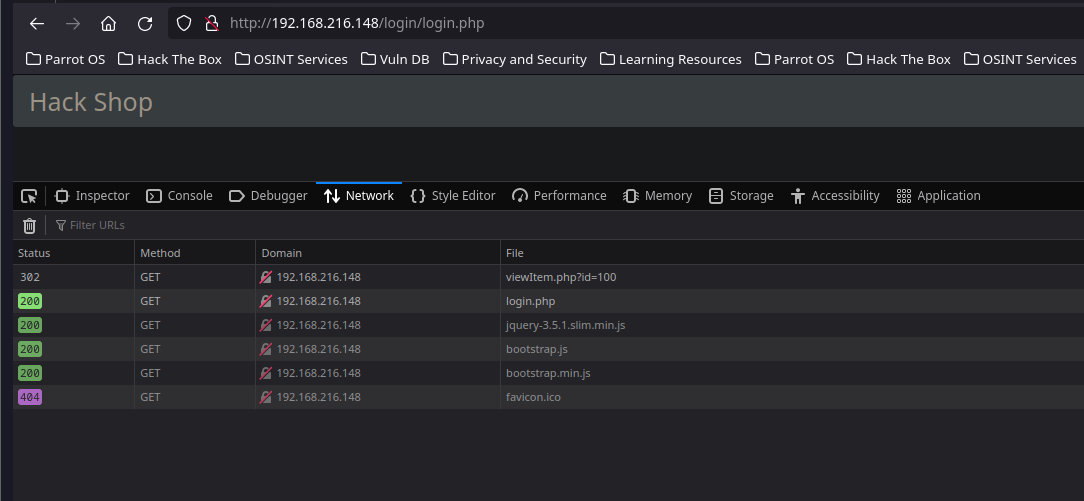 http://192.168.216.148/login/login.php
Parrot OS Hack The Box OSINT Services Vuln DB Privacy and Security Learning Resources Parrot OS Hack The Box OSINT Services
Hack Shop
Inspector Console Debugger Network Style Editor Performance Memory Storage Accessibility Application
Filter URLs
Status Method Domain File
302 GET 192.168.216.148 viewItem.php?id=100
200 GET 192.168.216.148 login.php
200 GET 192.168.216.148 jquery-3.5.1.slim.min.js
200 GET 192.168.216.148 bootstrap.js
200 GET 192.168.216.148 bootstrap.min.js
404 GET 192.168.216.148 favicon.ico